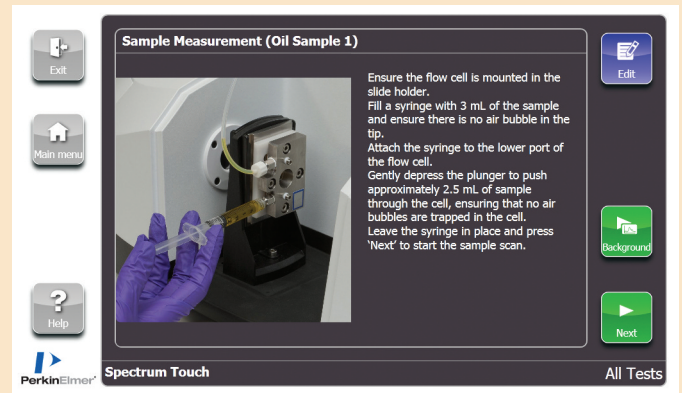 Sample Measurement (Oil Sample 1)
Exit
Main menu
Help
PerkinElmer
Ensure the flow cell is mounted in the
slide holder.
Fill a syringe with 3 mL of the sample
and ensure there is no air bubble in the
tip.
Attach the syringe to the lower port of
the flow cell.
Gently depress the plunger to push
approximately 2.5 mL of sample
through the cell, ensuring that no air
bubbles are trapped in the cell.
Leave the syringe in place and press
‘Next’ to start the sample scan.
Edit
Background
Next
Spectrum Touch
All Tests